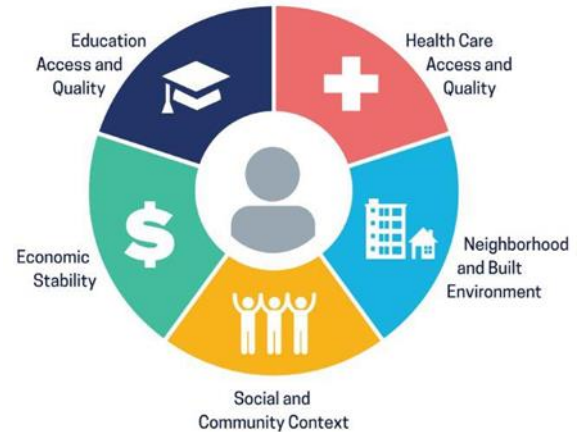 Education
Access and
Quality
Health Care
Access and
Quality
Economic
Stability
Neighborhood
and Built
Environment
Social and
Community Context